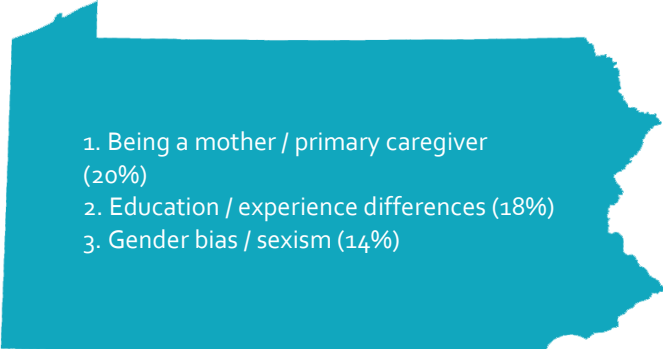 1. Being a mother / primary caregiver
(20%)
2. Education / experience differences (18%)
3. Gender bias / sexism (14%)